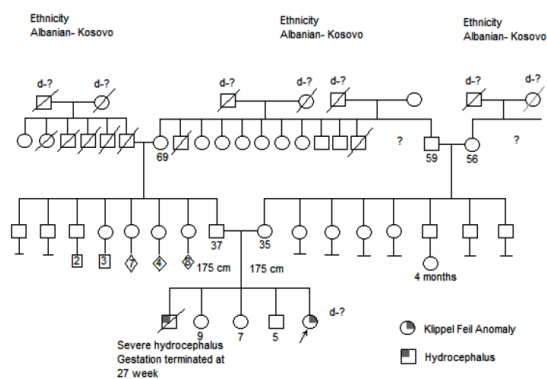 Ethnicity
Albanian- Kosovo
Ethnicity
Albanian- Kosovo
Ethnicity
Albanian- Kosovo
d-? d-? d-? d-? d-? d-? d-?
69 ? 59 56 ?
37 35
2 3 7 4 8
175 cm 175 cm
4 months
9 7 5 d-?
Severe hydrocephalus
Gestation terminated at
27 week
Klippel Feil Anomaly
Hydrocephalus